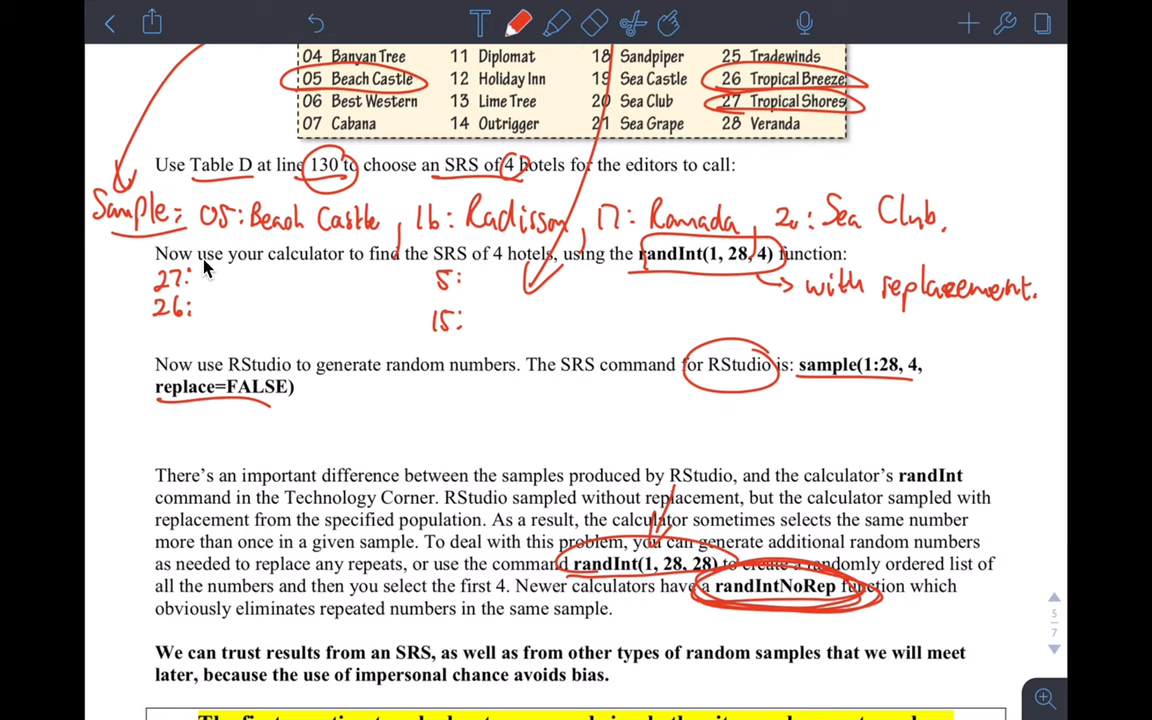 04 Banyan Tree 11 Diplomat 18 Sandpiper 25 Tradewinds
05 Beach Castle 12 Holiday Inn 19 Sea Castle 26 Tropical Breeze
06 Best Western 13 Lime Tree 20 Sea Club 27 Tropical Shores
07 Cabana 14 Outrigger 21 Sea Grape 28 Veranda
Use Table D at line 130 to choose an SRS of 4 hotels for the editors to call:
Sample: 05: Beach Castle, 16: Radisson, 17: Ramada, 20: Sea Club.
Now use your calculator to find the SRS of 4 hotels, using the randInt(1, 28, 4) function:
27: 5: with replacement.
26: 15:
Now use RStudio to generate random numbers. The SRS command for RStudio is: sample(1:28, 4,
replace=FALSE)
There's an important difference between the samples produced by RStudio, and the calculator's randInt
command in the Technology Corner. RStudio sampled without replacement, but the calculator sampled with
replacement from the specified population. As a result, the calculator sometimes selects the same number
more than once in a given sample. To deal with this problem, you can generate additional random numbers
as needed to replace any repeats, or use the command randInt(1, 28, 28) to create a randomly ordered list of
all the numbers and then you select the first 4. Newer calculators have a randIntNoRep function which
obviously eliminates repeated numbers in the same sample.
We can trust results from an SRS, as well as from other types of random samples that we will meet
later, because the use of impersonal chance avoids bias.
5
7